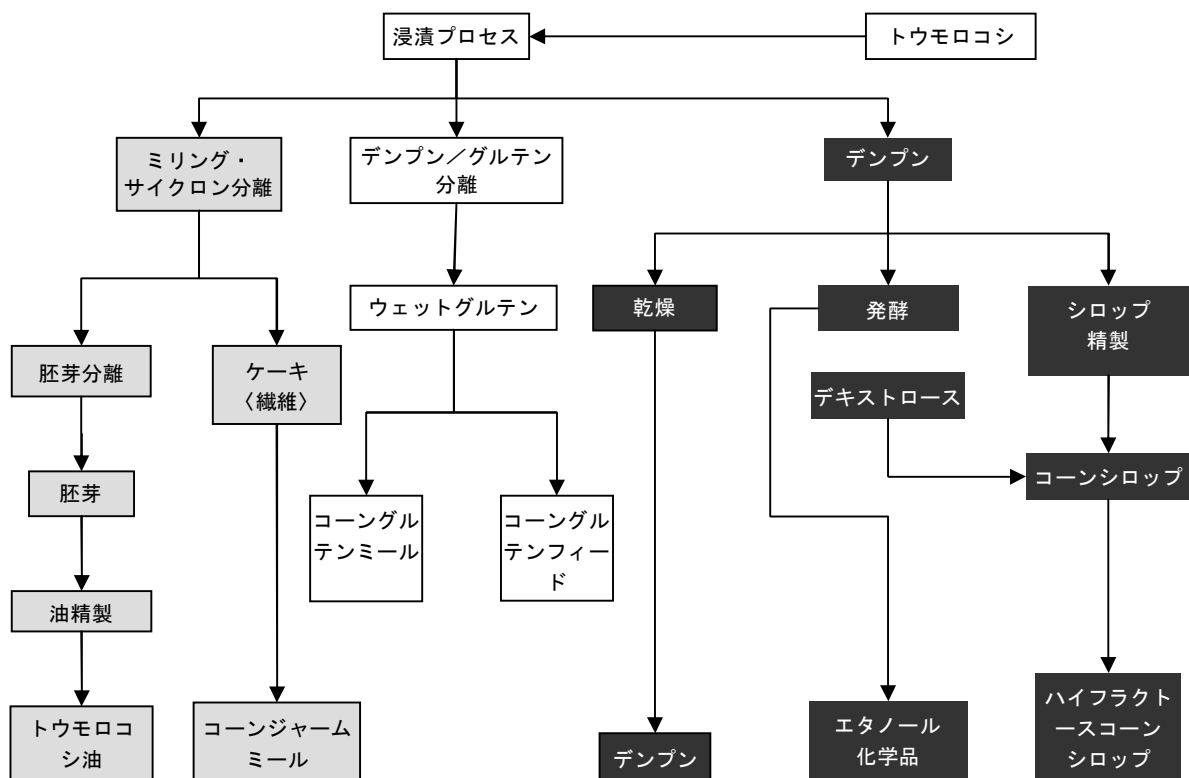 浸漬プロセス
トウモロコシ
ミリング・
サイクロン分離
デンプン／グルテン
分離
デンプン
ウェットグルテン
乾燥
発酵
シロップ
精製
胚芽分離
ケーキ
〈繊維〉
デキストロース
胚芽
コーンシロップ
コーングル
テンミール
コーングル
テンフィー
ド
油精製
トウモロコ
シ油
コーンジャーム
ミール
デンプン
エタノール
化学品
ハイフラクト
ースコーン
シロップ